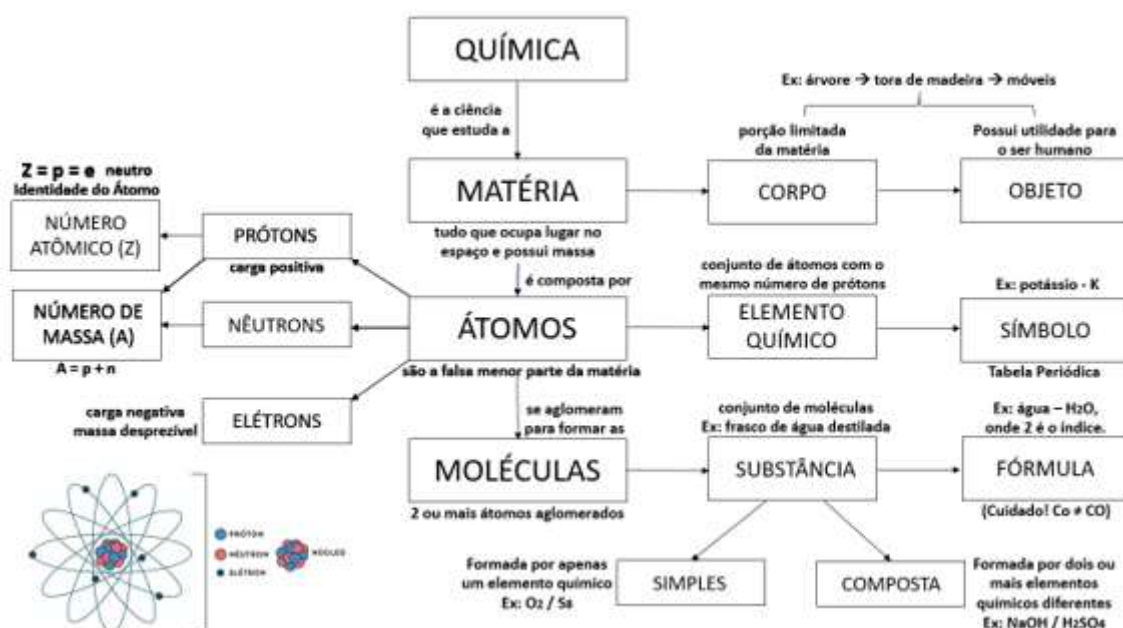 QUÍMICA
é a ciência
que estuda a
Ex: árvore → tora de madeira → móveis
porção limitada
da matéria
Possui utilidade para
o ser humano
MATÉRIA
CORPO
OBJETO
tudo que ocupa lugar no
espaço e possui massa
é composta por
Z = p = e neutro
Identidade do Átomo
NÚMERO
ATÔMICO (Z)
PRÓTONS
carga positiva
NÚMERO DE
MASSA (A)
A = p + n
NÊUTRONS
ÁTOMOS
são a falsa menor parte da matéria
conjunto de átomos com o
mesmo número de prótons
ELEMENTO
QUÍMICO
Ex: potássio - K
SÍMBOLO
Tabela Periódica
carga negativa
massa desprezível
ELÉTRONS
se aglomeram
para formar as
MOLÉCULAS
2 ou mais átomos aglomerados
conjunto de moléculas
Ex: frasco de água destilada
SUBSTÂNCIA
Ex: água – H2O,
onde 2 é o índice.
FÓRMULA
(Cuidado! Co ≠ CO)
Formada por apenas
um elemento químico
Ex: O2 / S8
SIMPLES
COMPOSTA
Formada por dois ou
mais elementos
químicos diferentes
Ex: NaOH / H2SO4
PRÓTON
NÊUTRON
ELÉTRON
NÚCLEO